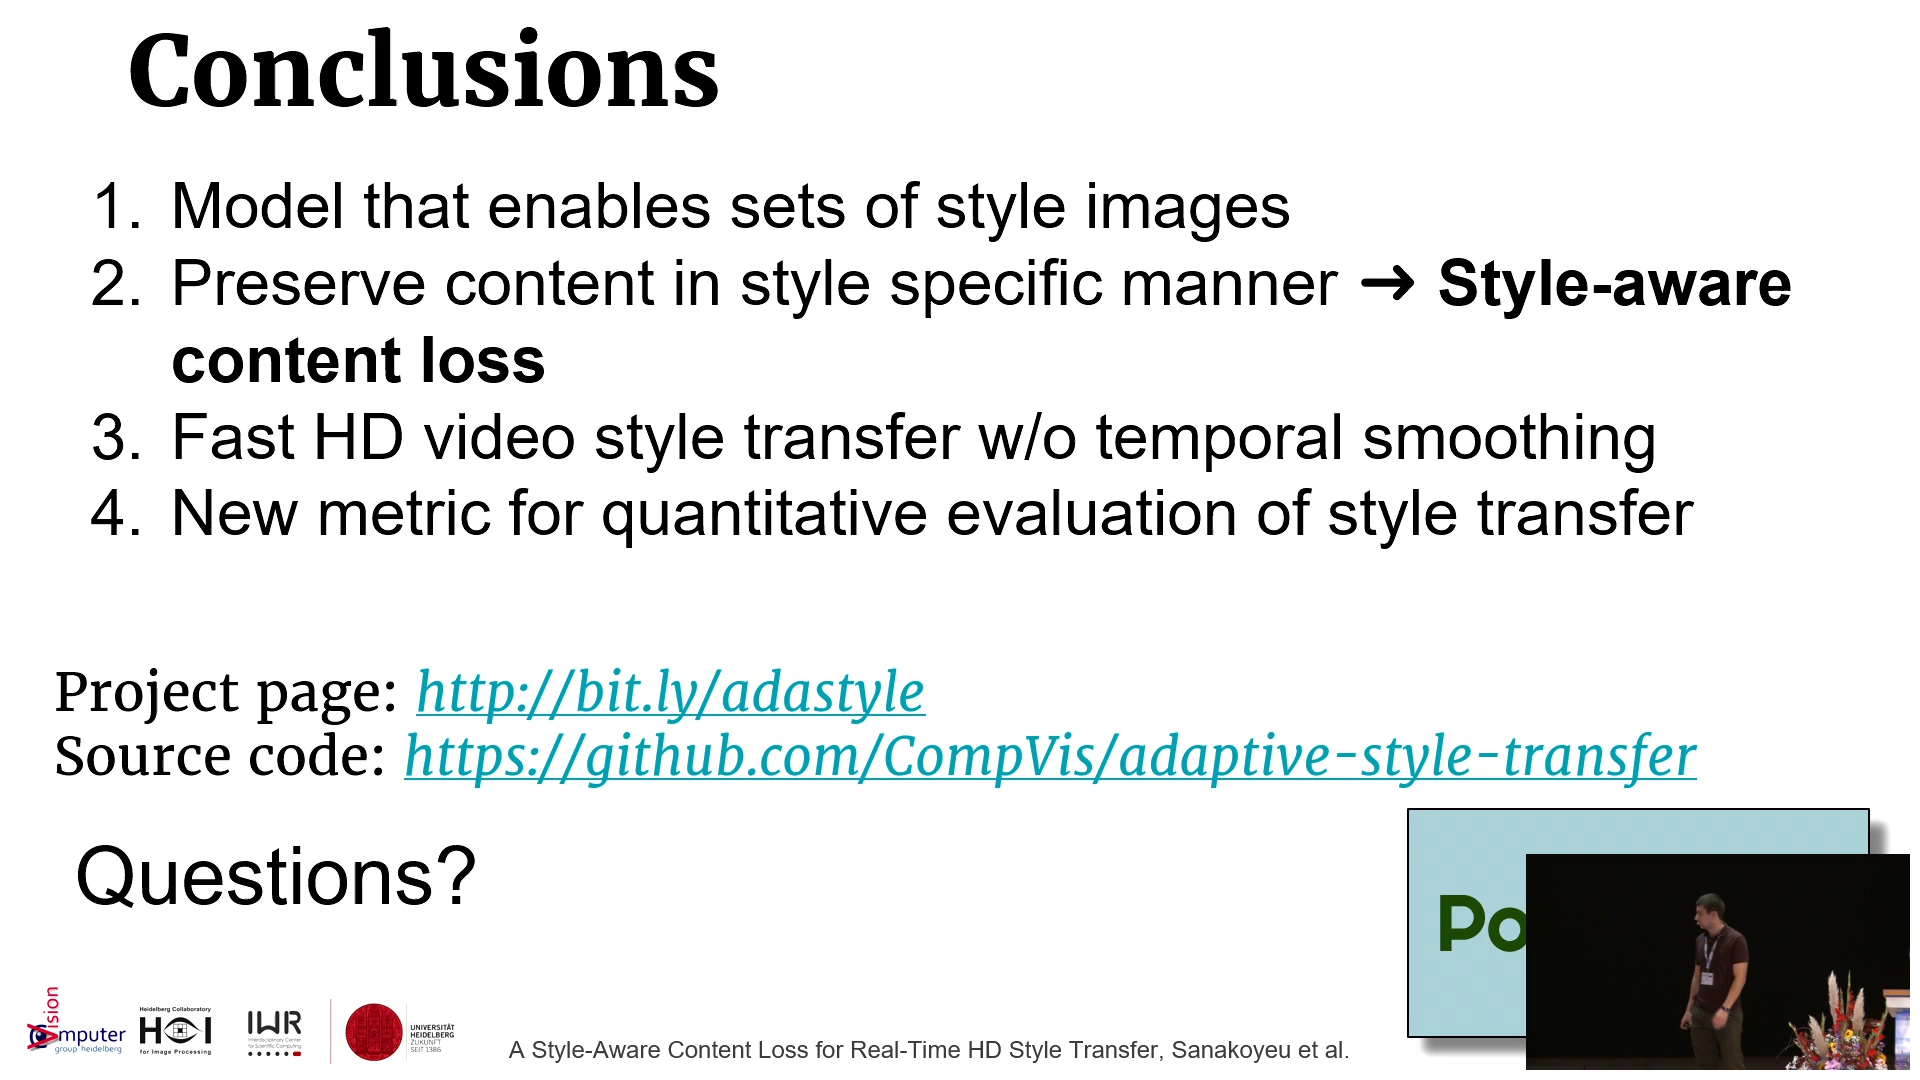 Conclusions
1. Model that enables sets of style images
2. Preserve content in style specific manner → Style-aware
content loss
3. Fast HD video style transfer w/o temporal smoothing
4. New metric for quantitative evaluation of style transfer
Project page: http://bit.ly/adastyle
Source code: https://github.com/CompVis/adaptive-style-transfer
Questions?
Po
Computer Vision
group heidelberg
Heidelberg Collaboratory
HCI
for Image Processing
IWR
Interdisciplinary Center
for Scientific Computing
UNIVERSITÄT
HEIDELBERG
ZUKUNFT
SEIT 1386
A Style-Aware Content Loss for Real-Time HD Style Transfer, Sanakoyeu et al.